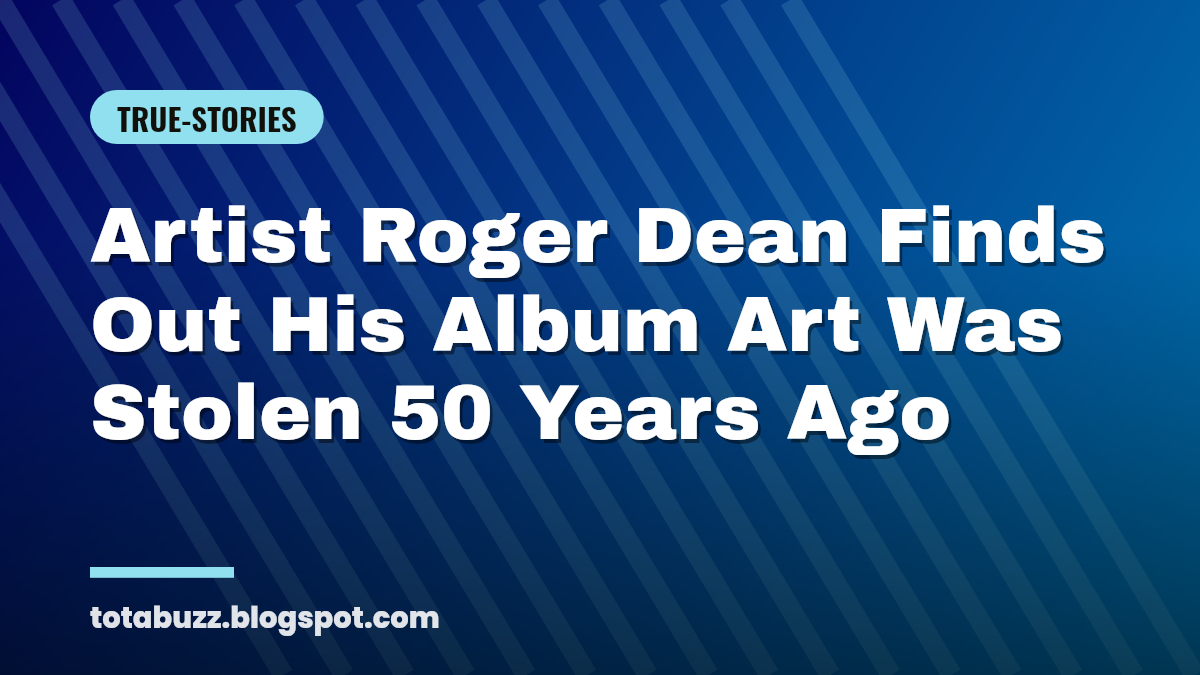 TRUE-STORIES
Artist Roger Dean Finds
Out His Album Art Was
Stolen 50 Years Ago
totabuzz.blogspot.com